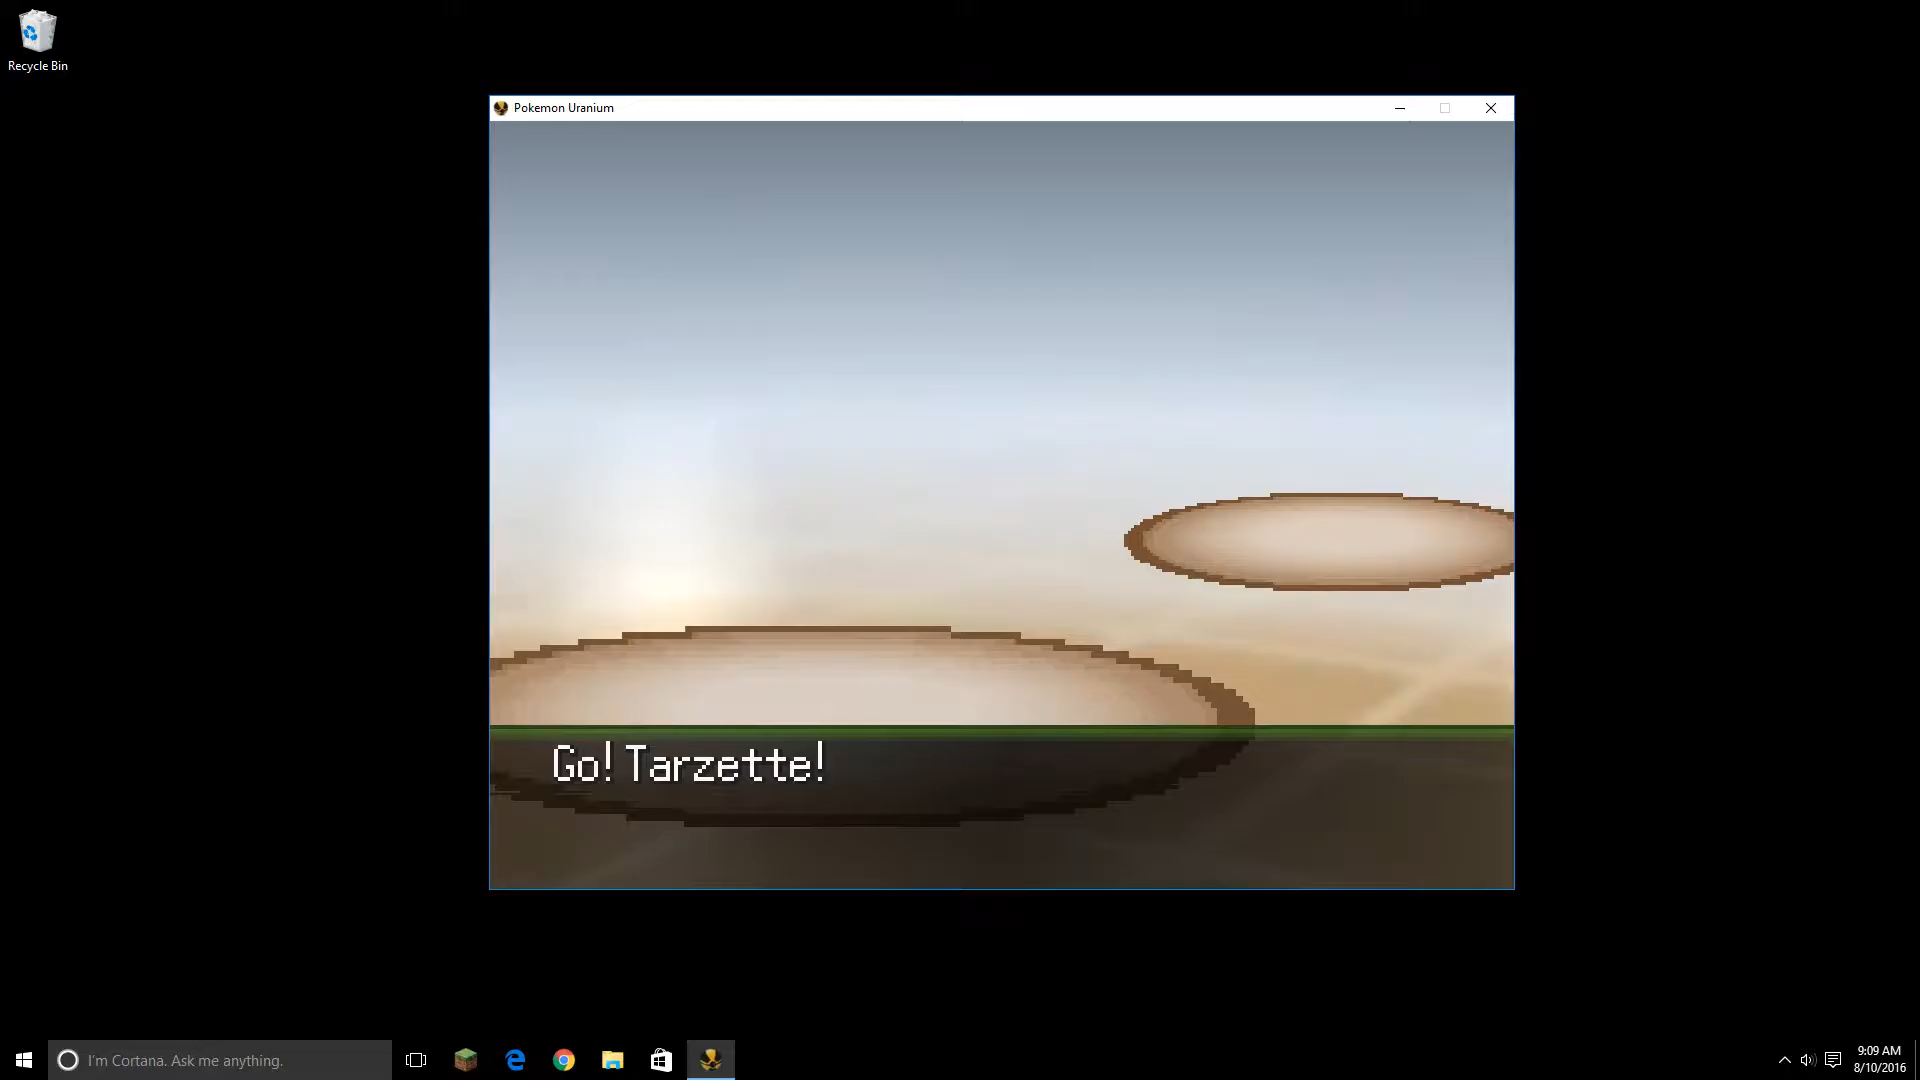 Recycle Bin
Pokemon Uranium
Go! Tarzette!
I'm Cortana. Ask me anything.
9:09 AM
8/10/2016